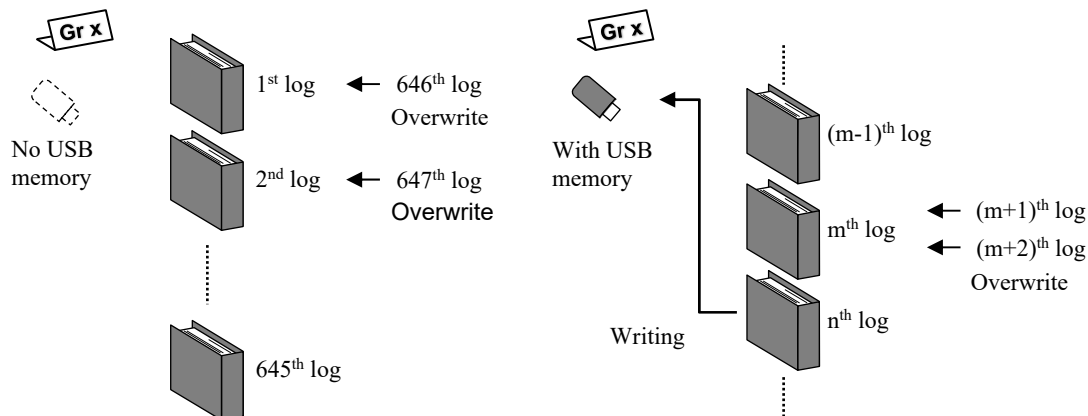 Gr x
No USB
memory
1st log
646th log
Overwrite
2nd log
647th log
Overwrite
645th log
Gr x
With USB
memory
(m-1)th log
mth log
(m+1)th log
(m+2)th log
Overwrite
nth log
Writing